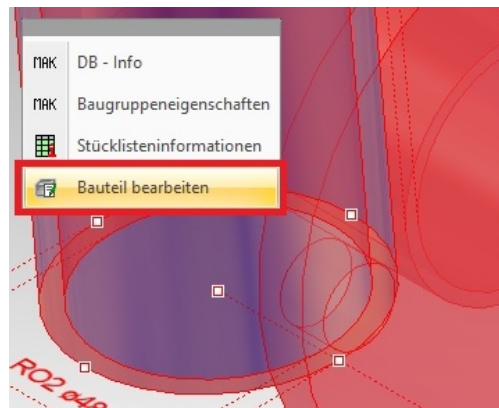 MAK DB - Info
MAK Baugruppeneigenschaften
Stücklisteninformationen
Bauteil bearbeiten
RO2 ø48